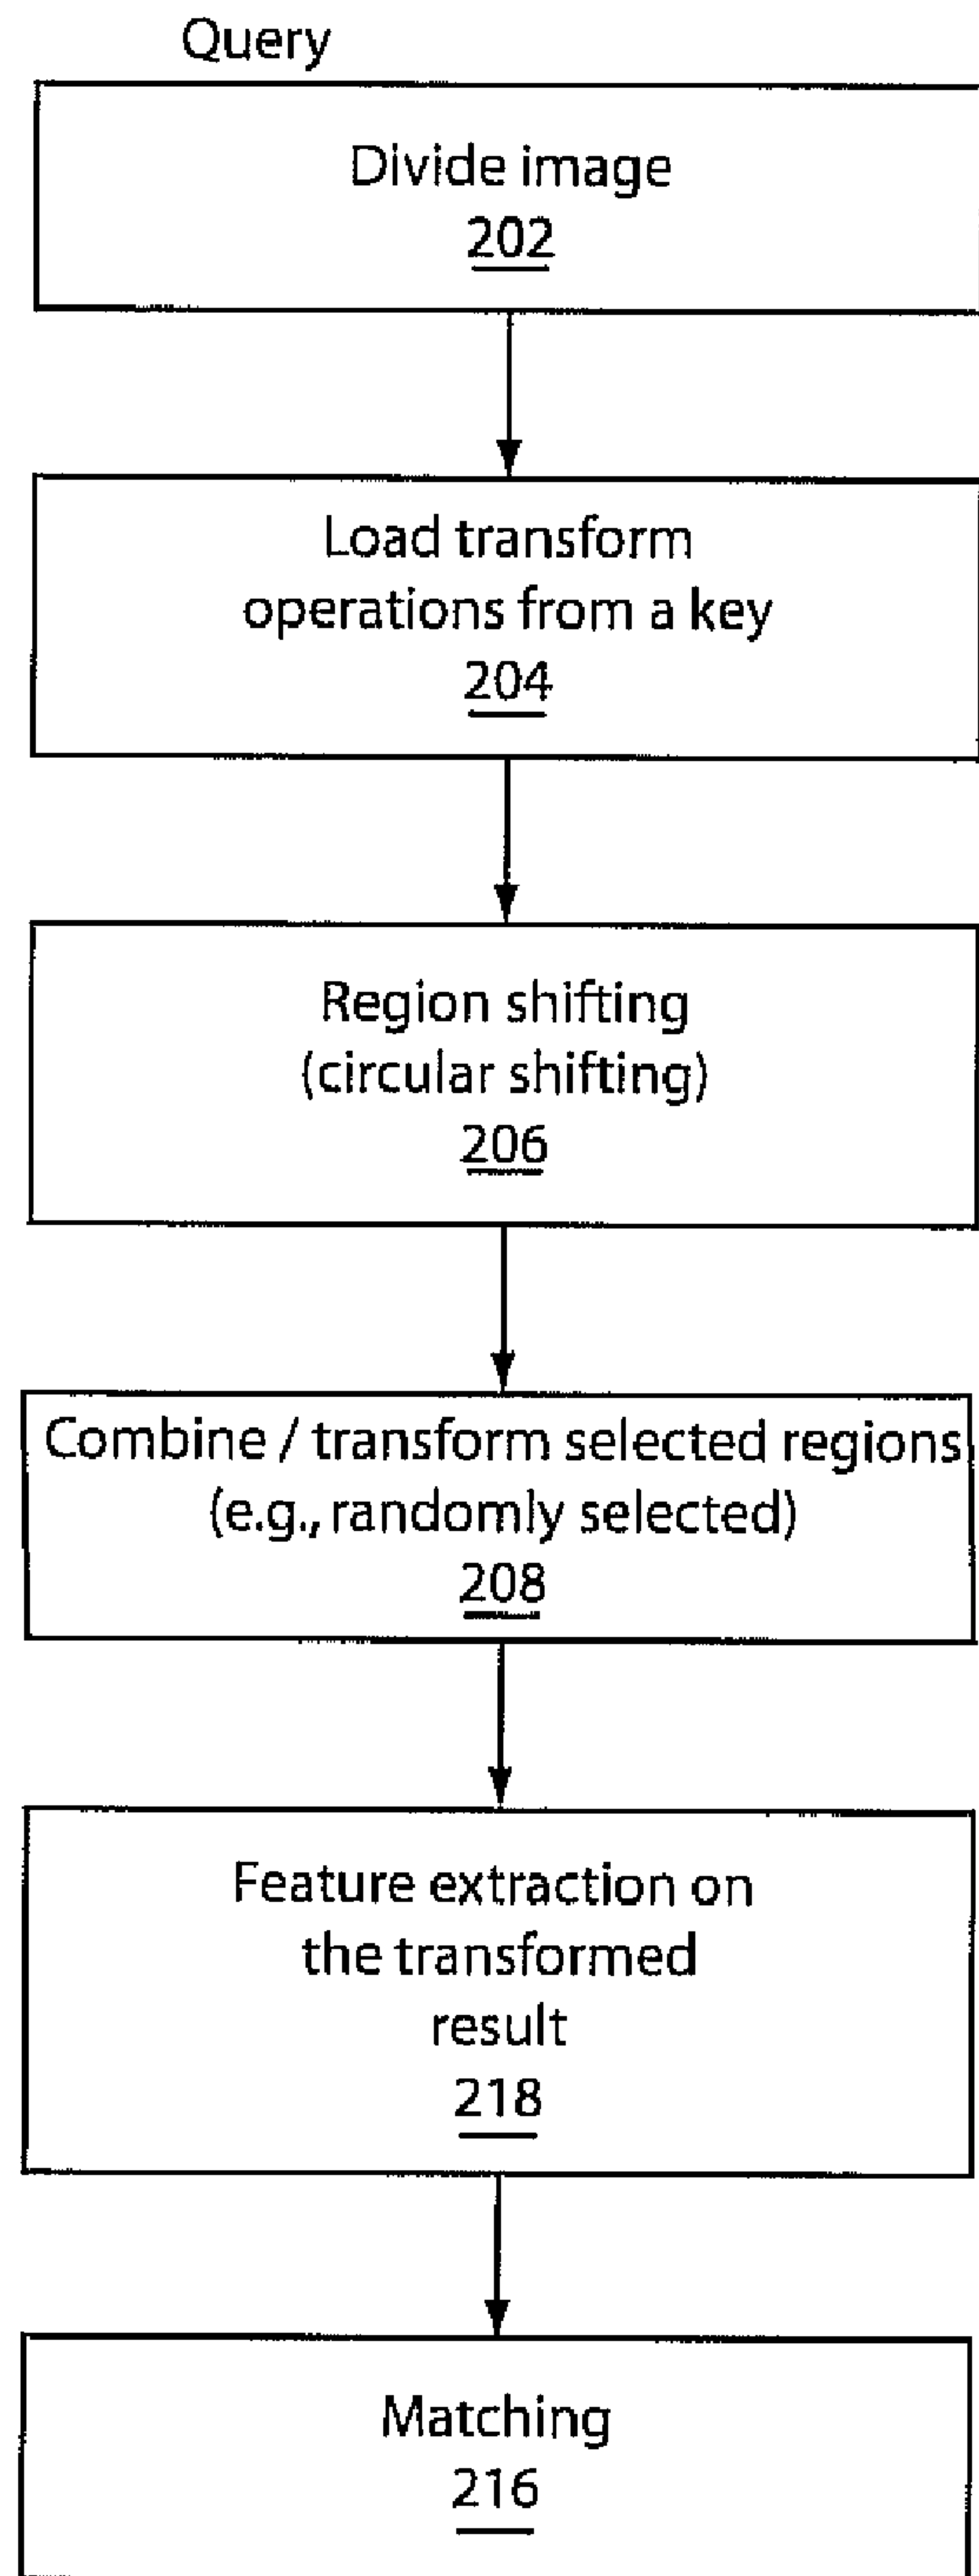 Query
Divide image
202
Load transform
operations from a key
204
Region shifting
(circular shifting)
206
Combine / transform selected regions
(e.g., randomly selected)
208
Feature extraction on
the transformed
result
218
Matching
216